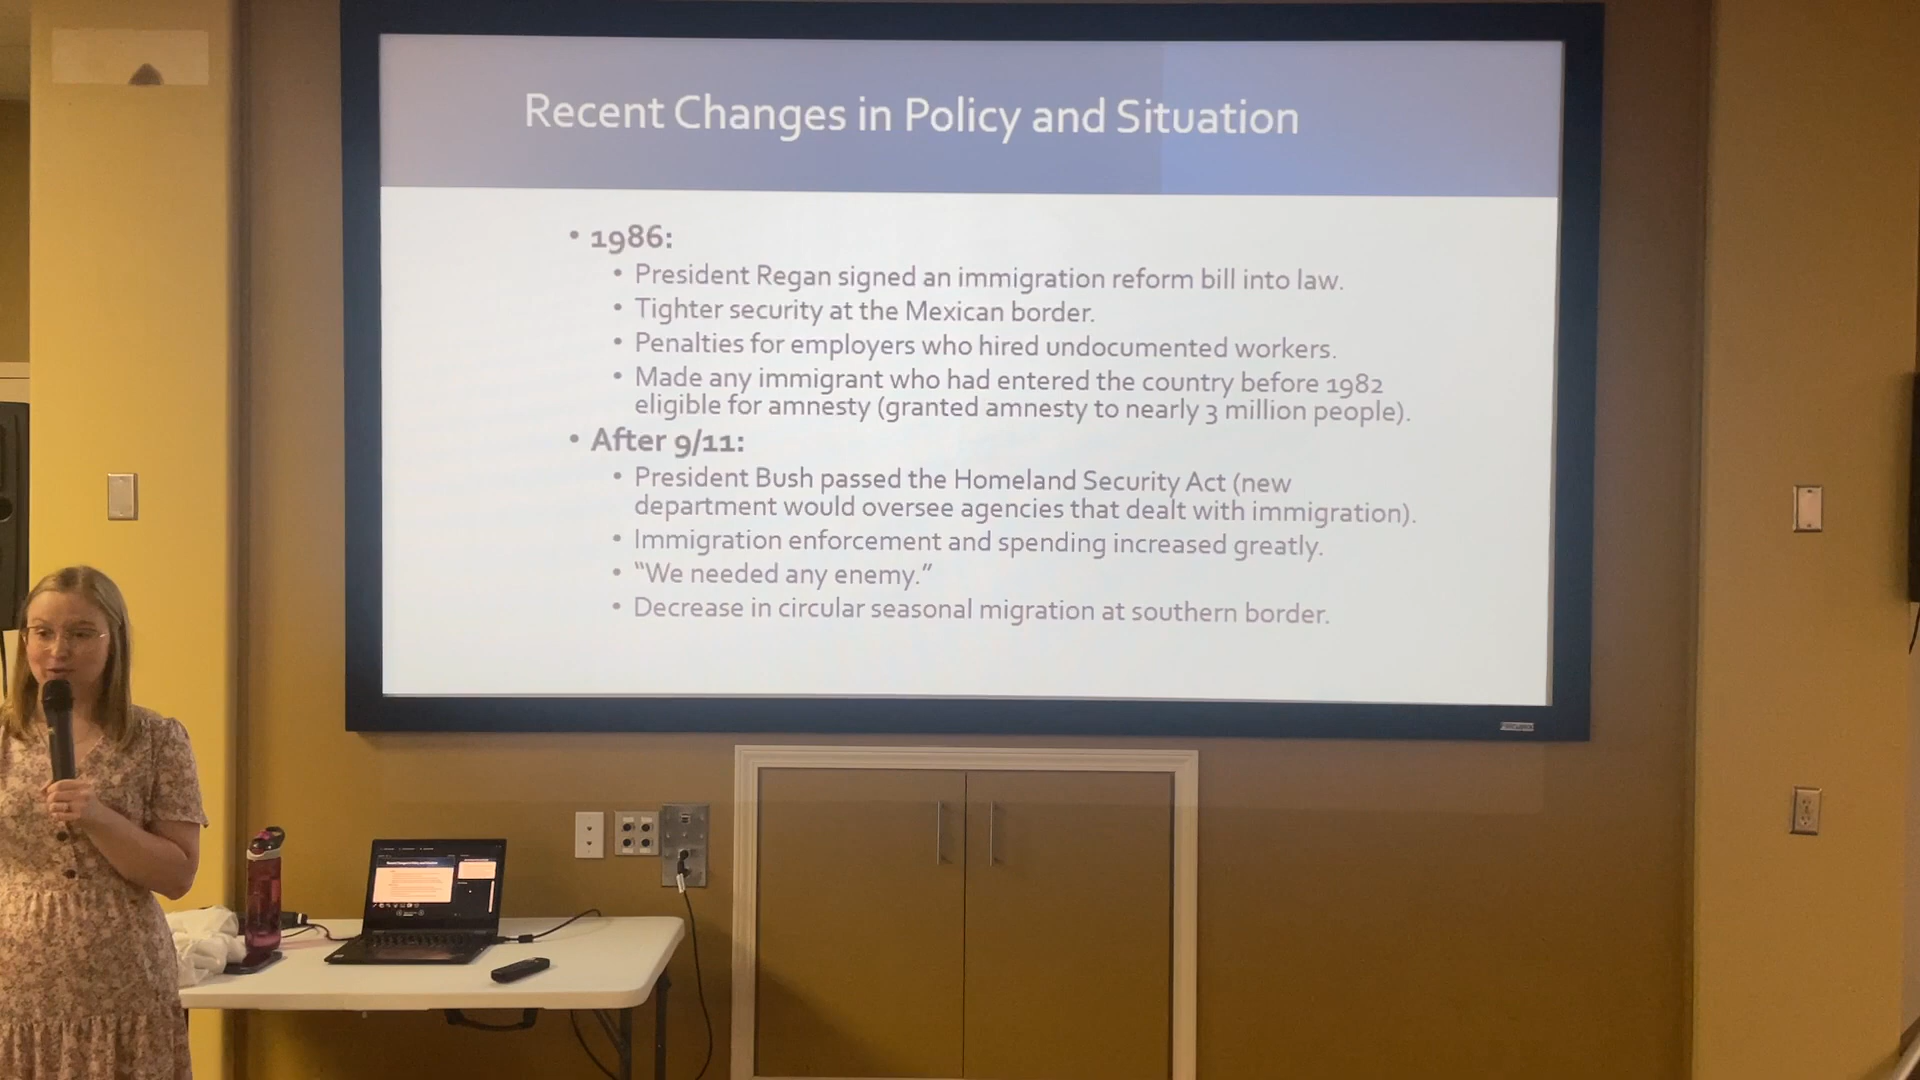 Recent Changes in Policy and Situation
• 1986:
• President Regan signed an immigration reform bill into law.
• Tighter security at the Mexican border.
• Penalties for employers who hired undocumented workers.
• Made any immigrant who had entered the country before 1982
eligible for amnesty (granted amnesty to nearly 3 million people).
• After 9/11:
• President Bush passed the Homeland Security Act (new
department would oversee agencies that dealt with immigration).
• Immigration enforcement and spending increased greatly.
• “We needed any enemy.”
• Decrease in circular seasonal migration at southern border.